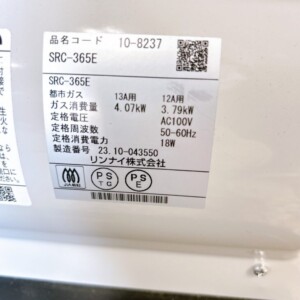 品名コード 10-8237
SRC-365E
SRC-365E
都市ガス 13A用 12A用
ガス消費量 4.07kW 3.79kW
定格電圧 AC100V
定格周波数 50-60Hz
定格消費電力 18W
製造番号 23.10-043550
リンナイ株式会社
PS
TG
PS
E